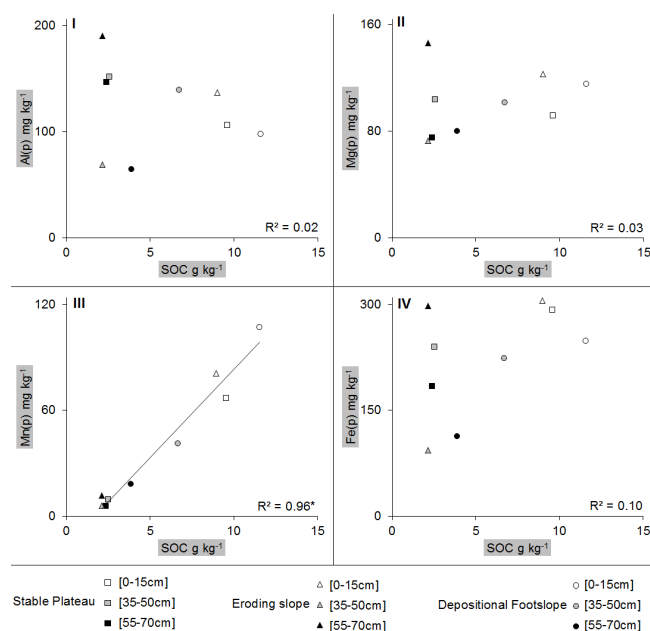 I
200
100
0
Al(p) mg kg⁻¹
0 5 10 15
SOC g kg⁻¹
R² = 0.02
II
160
80
0
Mg(p) mg kg⁻¹
0 5 10 15
SOC g kg⁻¹
R² = 0.03
III
120
60
0
Mn(p) mg kg⁻¹
0 5 10 15
SOC g kg⁻¹
R² = 0.96*
IV
300
150
0
Fe(p) mg kg⁻¹
0 5 10 15
SOC g kg⁻¹
R² = 0.10
Stable Plateau
[0-15cm]
[35-50cm]
[55-70cm]
Eroding slope
[0-15cm]
[35-50cm]
[55-70cm]
Depositional Footslope
[0-15cm]
[35-50cm]
[55-70cm]